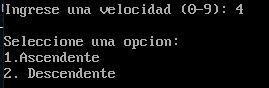 Ingrese una velocidad (0-9): 4
Seleccione una opcion:
1.Ascendente
2. Descendente